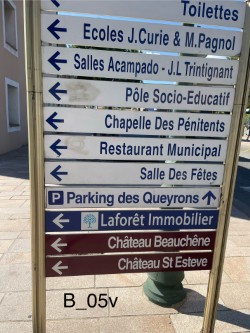 Toilettes
Ecoles J.Curie & M.Pagnol
Salles Acampado - J.L Trintignant
Pôle Socio-Educatif
Chapelle Des Pénitents
Restaurant Municipal
Salle Des Fêtes
P Parking des Queyrons
Laforêt Immobilier
Château Beauchêne
Château St Esteve
B_05v